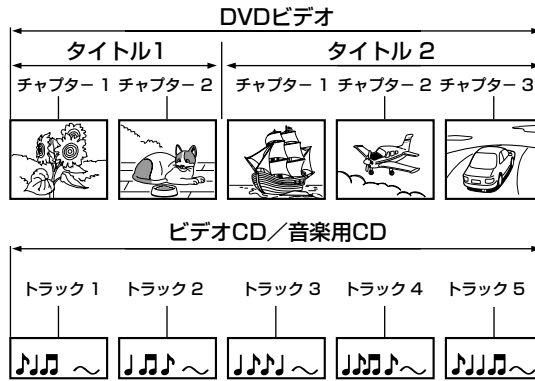 DVDビデオ
タイトル1 タイトル 2
チャプター 1 チャプター 2 チャプター 1 チャプター 2 チャプター 3
ビデオCD／音楽用CD
トラック 1 トラック 2 トラック 3 トラック 4 トラック 5